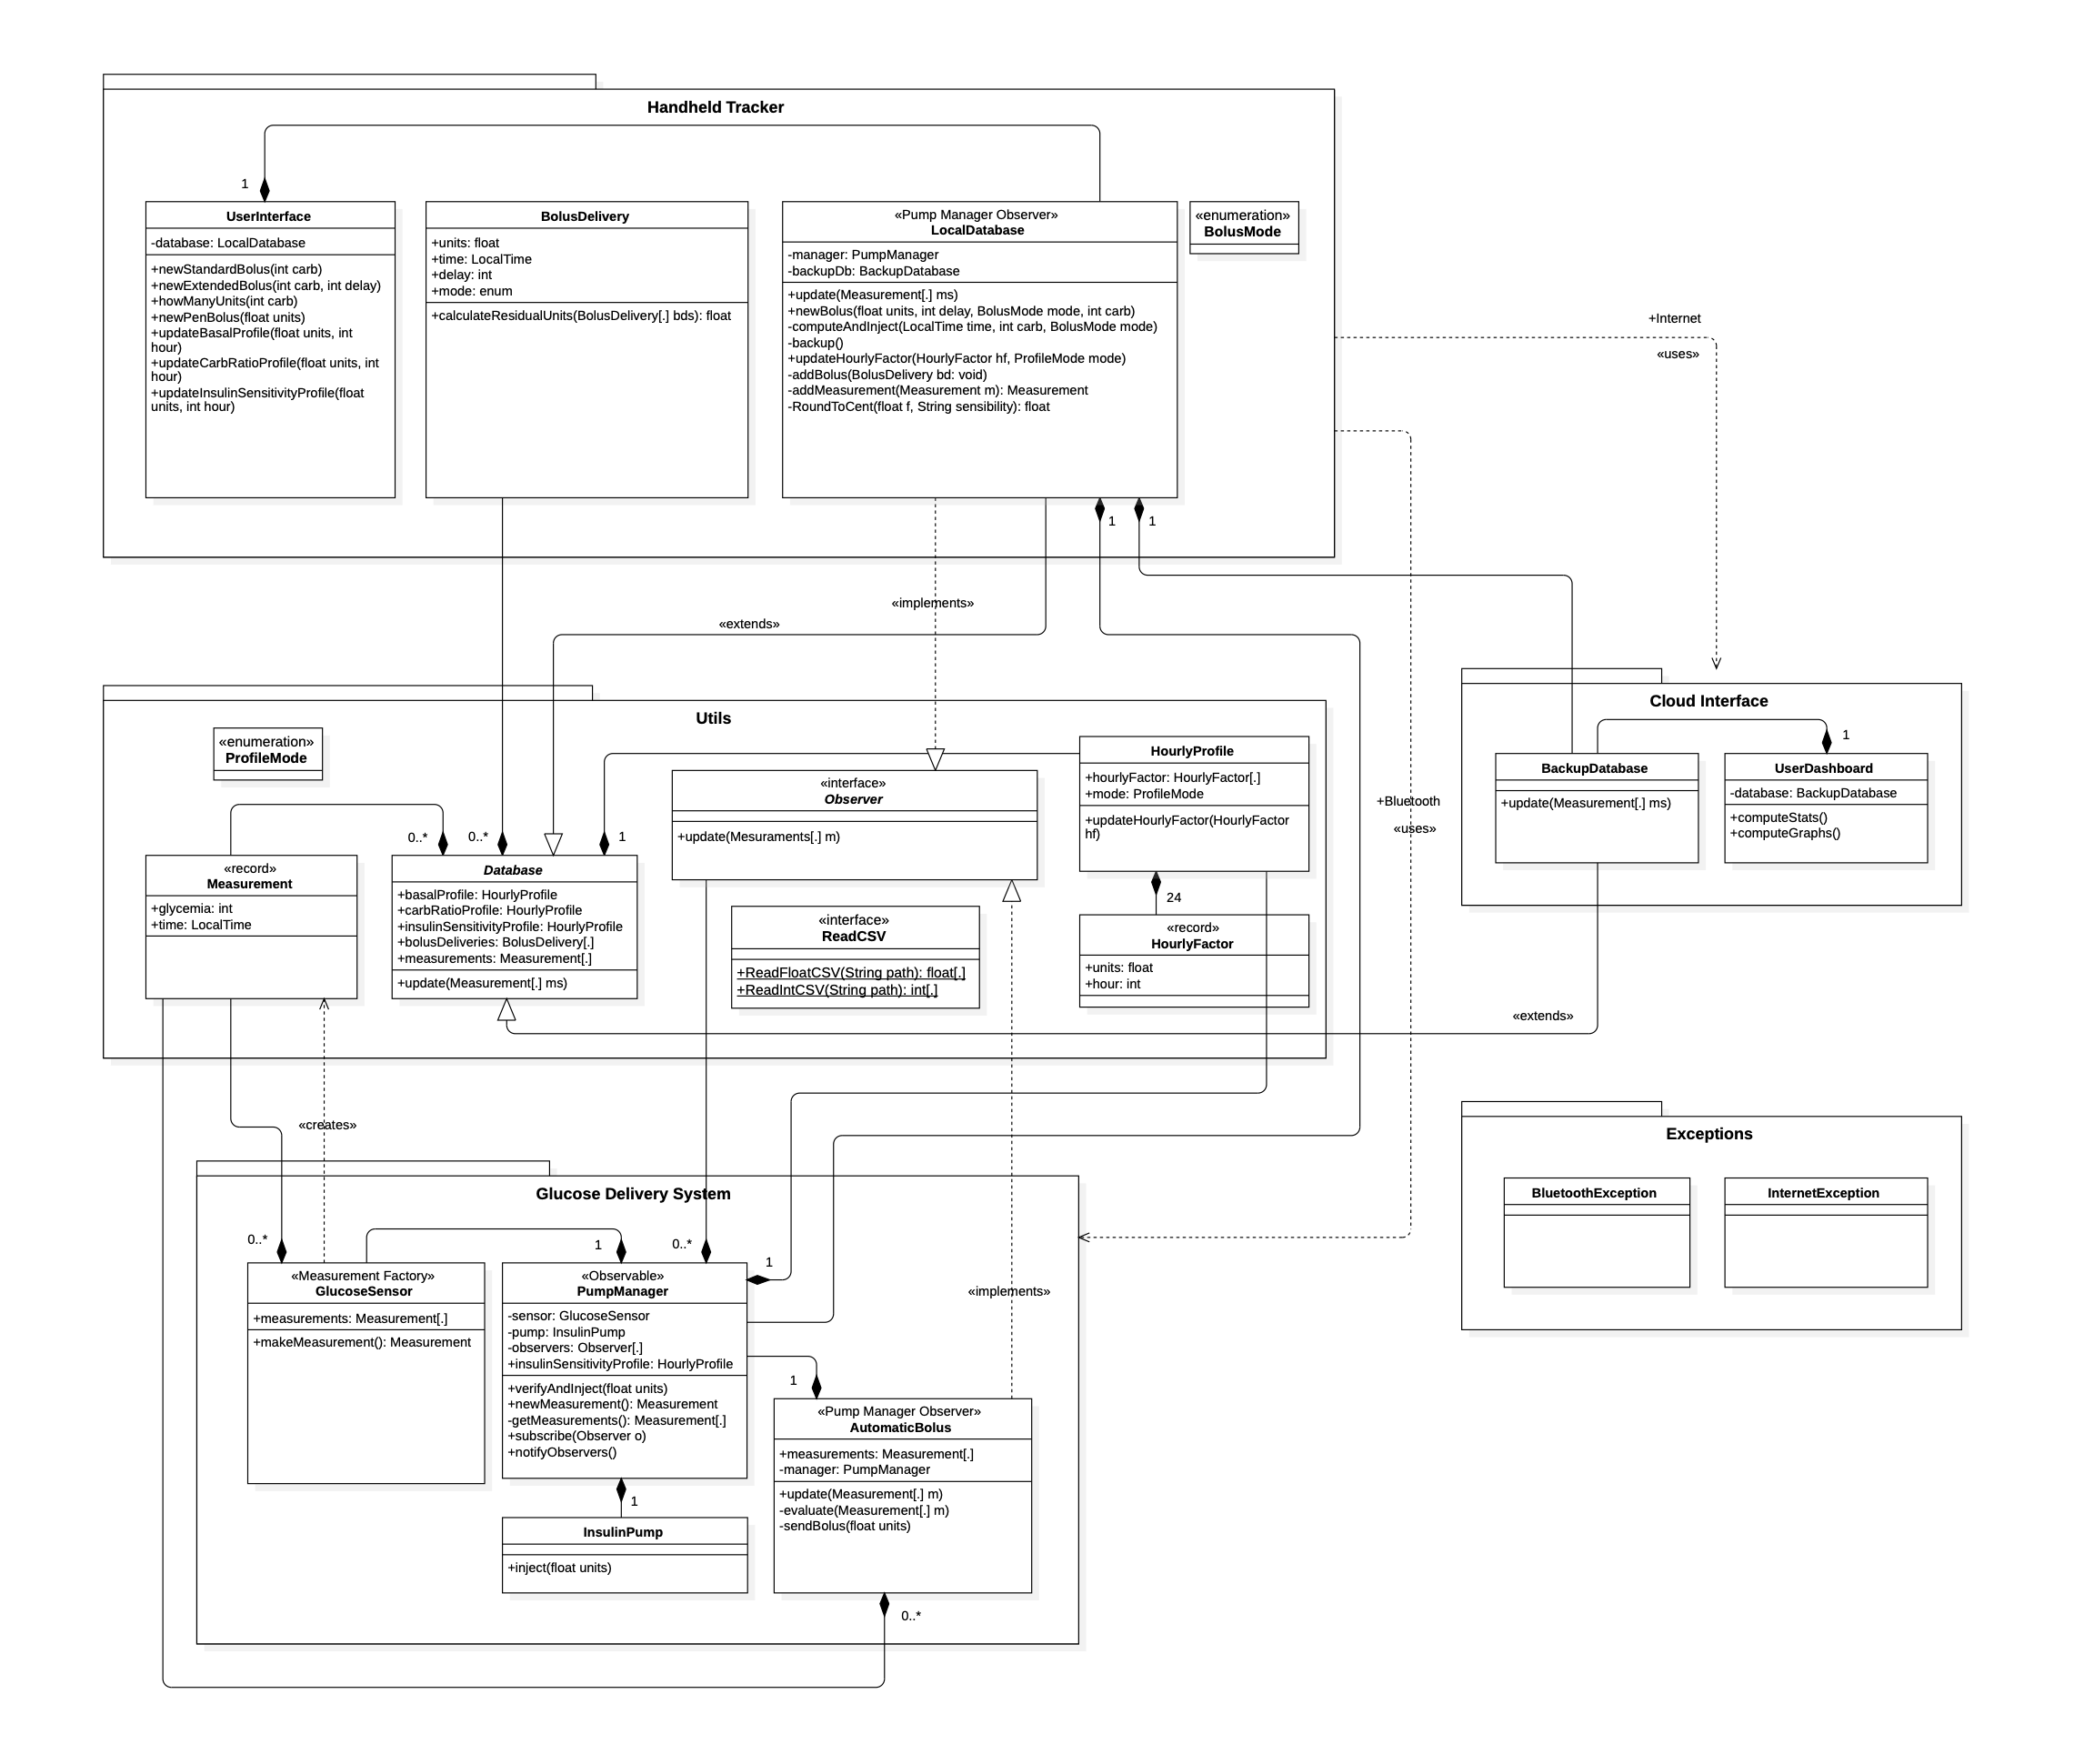 Handheld Tracker
1
UserInterface
-database: LocalDatabase
+newStandardBolus(int carb)
+newExtendedBolus(int carb, int delay)
+howManyUnits(int carb)
+newPenBolus(float units)
+updateBasalProfile(float units, int
hour)
+updateCarbRatioProfile(float units, int
hour)
+updateInsulinSensitivityProfile(float
units, int hour)
BolusDelivery
+units: float
+time: LocalTime
+delay: int
+mode: enum
+calculateResidualUnits(BolusDelivery[.] bds): float
«Pump Manager Observer»
LocalDatabase
-manager: PumpManager
-backupDb: BackupDatabase
+update(Measurement[.] ms)
+newBolus(float units, int delay, BolusMode mode, int carb)
-computeAndInject(LocalTime time, int carb, BolusMode mode)
-backup()
+updateHourlyFactor(HourlyFactor hf, ProfileMode mode)
-addBolus(BolusDelivery bd: void)
-addMeasurement(Measurement m): Measurement
-RoundToCent(float f, String sensibility): float
«enumeration»
BolusMode
+Internet
«uses»
1
1
«implements»
«extends»
Utils
«enumeration»
ProfileMode
0..*
0..*
1
«record»
Measurement
+glycemia: int
+time: LocalTime
Database
+basalProfile: HourlyProfile
+carbRatioProfile: HourlyProfile
+insulinSensitivityProfile: HourlyProfile
+bolusDeliveries: BolusDelivery[.]
+measurements: Measurement[.]
+update(Measurement[.] ms)
«interface»
Observer
+update(Mesuraments[.] m)
«interface»
ReadCSV
+ReadFloatCSV(String path): float[.]
+ReadIntCSV(String path): int[.]
HourlyProfile
+hourlyFactor: HourlyFactor[.]
+mode: ProfileMode
+updateHourlyFactor(HourlyFactor
hf)
24
«record»
HourlyFactor
+units: float
+hour: int
+Bluetooth
«uses»
Cloud Interface
1
BackupDatabase
+update(Measurement[.] ms)
UserDashboard
-database: BackupDatabase
+computeStats()
+computeGraphs()
«extends»
«creates»
Exceptions
BluetoothException
InternetException
Glucose Delivery System
0..*
1
0..*
1
«Measurement Factory»
GlucoseSensor
+measurements: Measurement[.]
+makeMeasurement(): Measurement
«Observable»
PumpManager
-sensor: GlucoseSensor
-pump: InsulinPump
-observers: Observer[.]
+insulinSensitivityProfile: HourlyProfile
+verifyAndInject(float units)
+newMeasurement(): Measurement
-getMeasurements(): Measurement[.]
+subscribe(Observer o)
+notifyObservers()
«implements»
1
«Pump Manager Observer»
AutomaticBolus
+measurements: Measurement[.]
-manager: PumpManager
+update(Measurement[.] m)
-evaluate(Measurement[.] m)
-sendBolus(float units)
1
InsulinPump
+inject(float units)
0..*